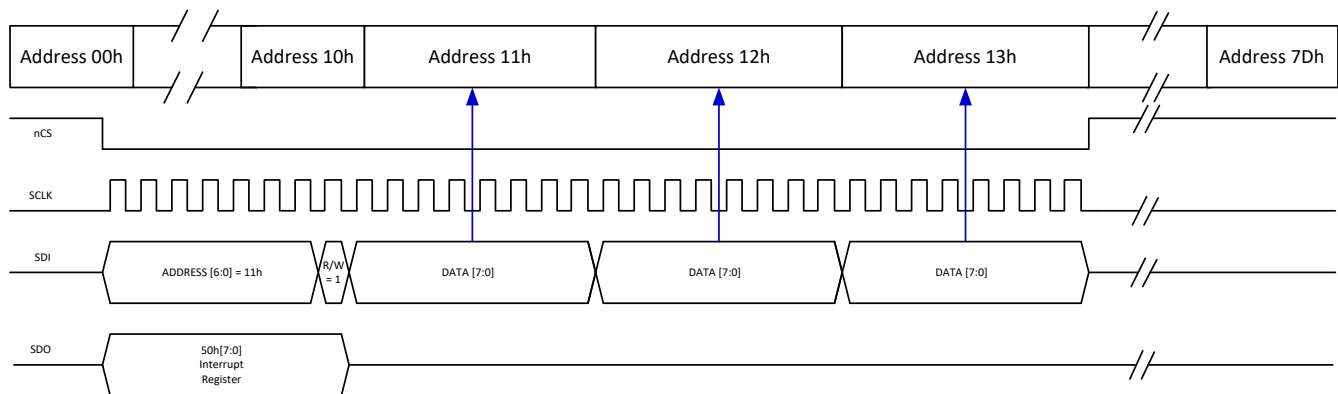 Address 00h
Address 10h
Address 11h
Address 12h
Address 13h
Address 7Dh
nCS
SCLK
SDI
ADDRESS [6:0] = 11h
R/W
= 1
DATA [7:0]
DATA [7:0]
DATA [7:0]
SDO
50h[7:0]
Interrupt
Register